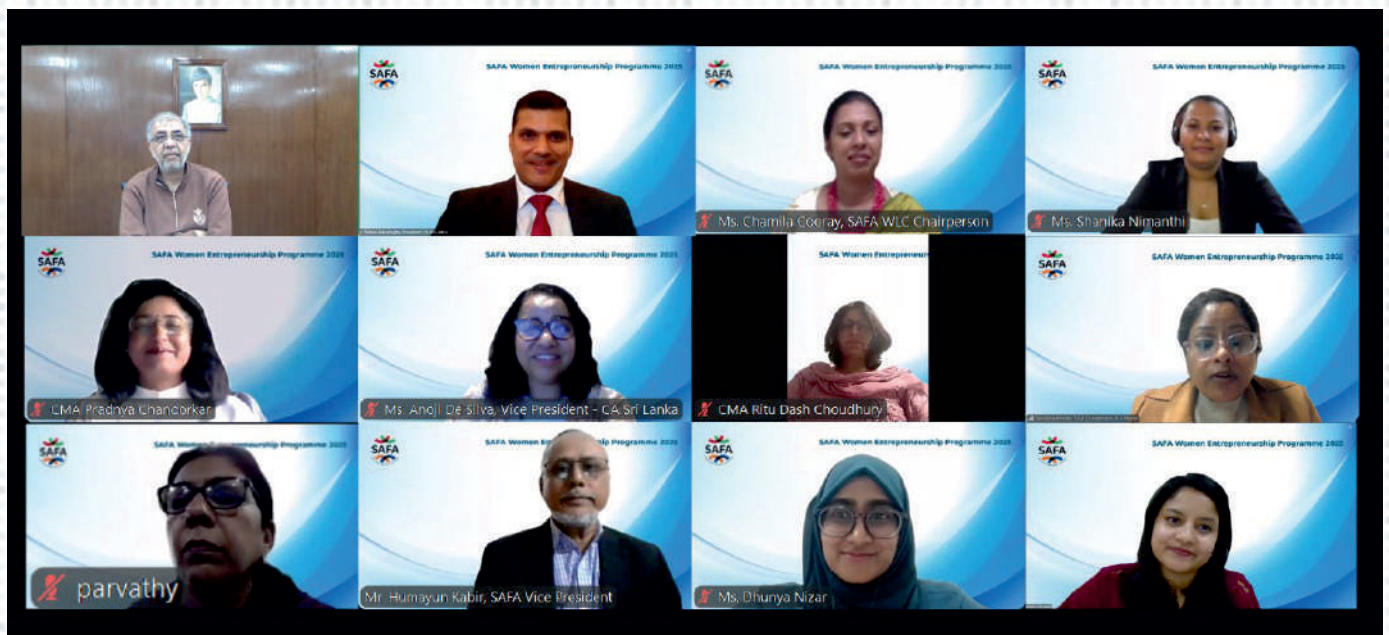 SAFA
SAFA Women Entrepreneurship Programme 2025
SAFA
SAFA Women Entrepreneurship Programme 2025
Ms. Chamila Cooray, SAFA WLC Chairperson
SAFA
SAFA Women Entrepreneurship Programme 2025
Ms. Shanika Nimanthi
SAFA
SAFA Women Entrepreneurship Programme 2025
CMA Pradnya Chandorkar
SAFA
SAFA Women Entrepreneurship Programme 2025
Ms. Anoji De Silva, Vice President - CA Sri Lanka
SAFA Women Entrepreneur
CMA Ritu Dash Choudhury
SAFA
SAFA Women Entrepreneurship Programme 2025
SAFA
SAFA Women Entrepreneurship Programme 2025
parvathy
SAFA
SAFA Women En ship Programme 2025
Mr. Humayun Kabir, SAFA Vice President
SAFA
SAFA Women Entrepreneurship Programme 2025
Ms. Dhunya Nizar
SAFA
SAFA Women Entrepreneurship Programme 2025